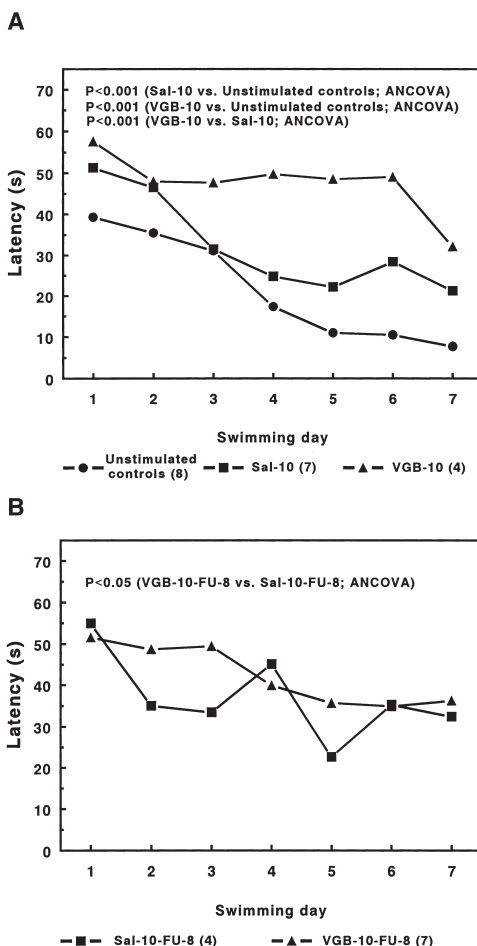 A
P<0.001 (Sal-10 vs. Unstimulated controls; ANCOVA)
P<0.001 (VGB-10 vs. Unstimulated controls; ANCOVA)
P<0.001 (VGB-10 vs. Sal-10; ANCOVA)
Latency (s)
70
60
50
40
30
20
10
0
1 2 3 4 5 6 7
Swimming day
Unstimulated controls (8) Sal-10 (7) VGB-10 (4)
B
P<0.05 (VGB-10-FU-8 vs. Sal-10-FU-8; ANCOVA)
Latency (s)
70
60
50
40
30
20
10
0
1 2 3 4 5 6 7
Swimming day
Sal-10-FU-8 (4) VGB-10-FU-8 (7)